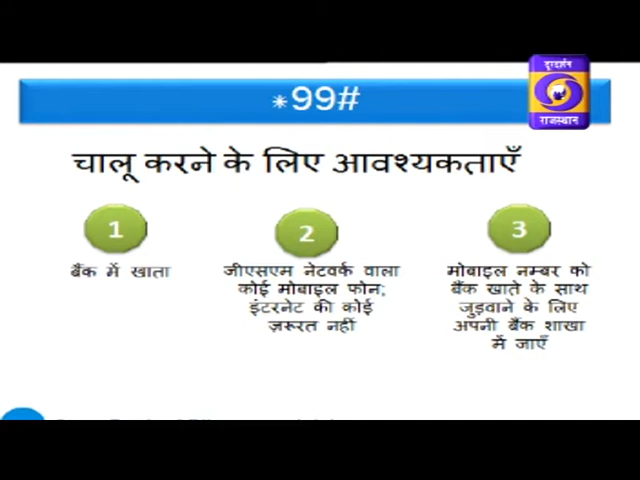 दूरदर्शन
राजस्थान
*99#
चालू करने के लिए आवश्यकताएँ
1
बैंक में खाता
2
जीएसएम नेटवर्क वाला
कोई मोबाइल फोन;
इंटरनेट की कोई
ज़रूरत नहीं
3
मोबाइल नम्बर को
बैंक खाते के साथ
जुड़वाने के लिए
अपनी बैंक शाखा
में जाएँ